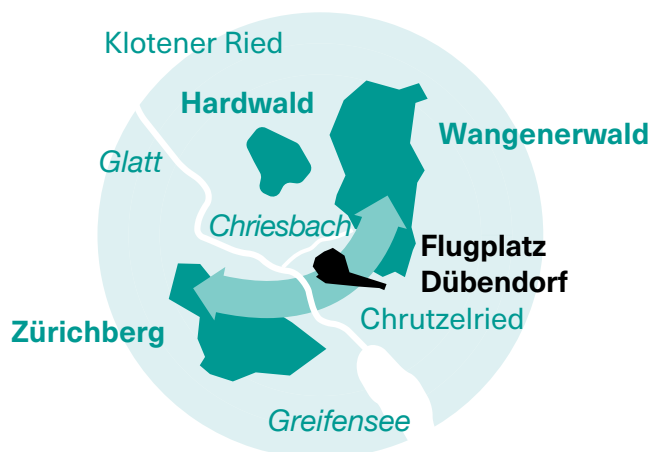 Klotener Ried
Hardwald
Wangenerwald
Glatt
Chriesbach
Flugplatz
Dübendorf
Chrutzelried
Zürichberg
Greifensee